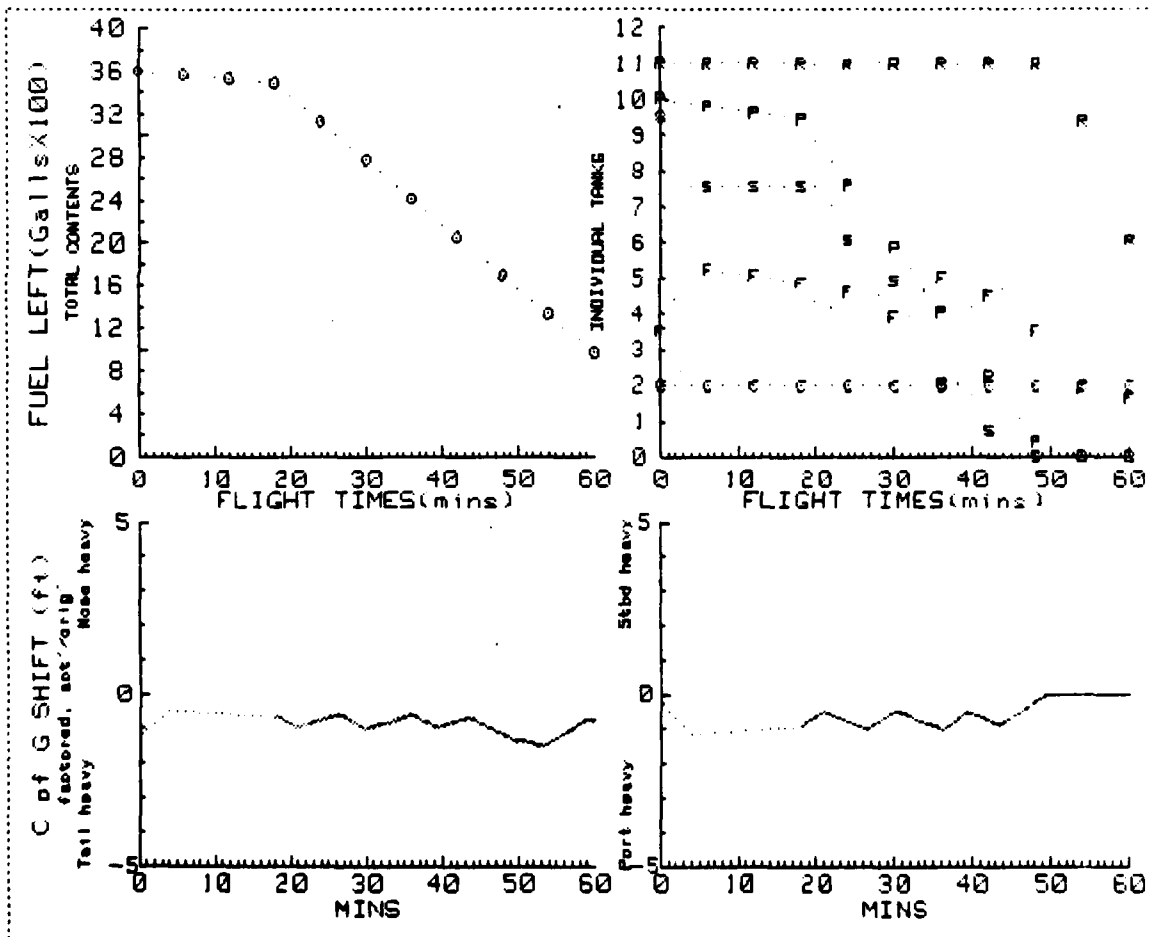 FUEL LEFT(Galls×100)
TOTAL CONTENTS
40
36
32
28
24
20
16
12
8
4
0
0 10 20 30 40 50 60
FLIGHT TIMES(mins)
INDIVIDUAL TANKS
12
11
10
9
8
7
6
5
4
3
2
1
0
R R R R R R R R R
P P P P
S S S P
S P
F F F F S F F
F P
R R
C C C C C C
S P
0 10 20 30 40 50 60
FLIGHT TIMES(mins)
C of G SHIFT (ft)
Tail heavy Nose heavy
5
0
-5
0 10 20 30 40 50 60
MINS
Port heavy Stbd heavy
5
0
-5
0 10 20 30 40 50 60
MINS